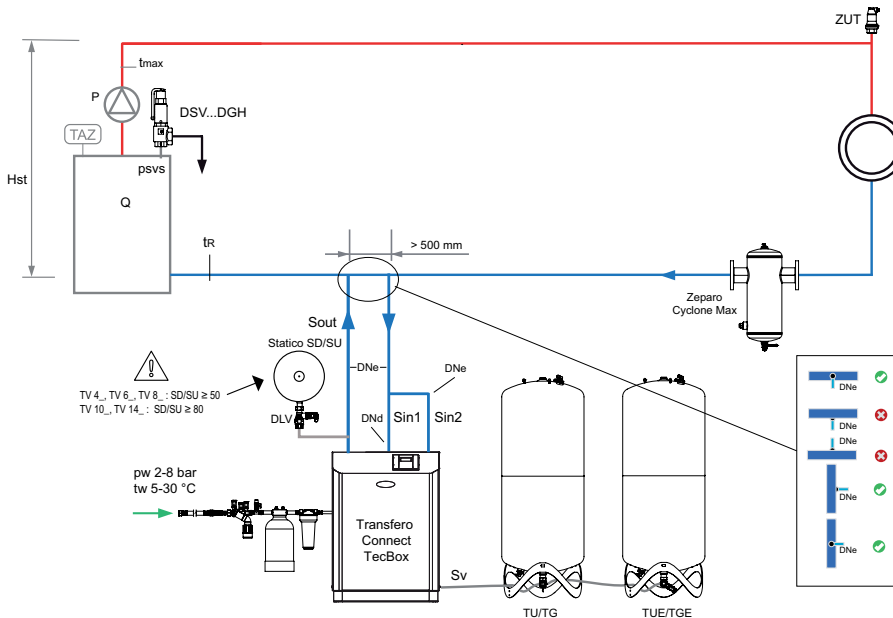 ZUT
tmax
P
DSV...DGH
TAZ
psvs
Hst
Q
tR
> 500 mm
Zeparo
Cyclone Max
Sout
Statico SD/SU
DNe
DNe
TV 4_, TV 6_, TV 8_ : SD/SU ≥ 50
TV 10_, TV 14_ : SD/SU ≥ 80
DLV
DNd
Sin1
Sin2
pw 2-8 bar
tw 5-30 °C
Transfero
Connect
TecBox
Sv
TU/TG
TUE/TGE
DNe
DNe
DNe
DNe
DNe